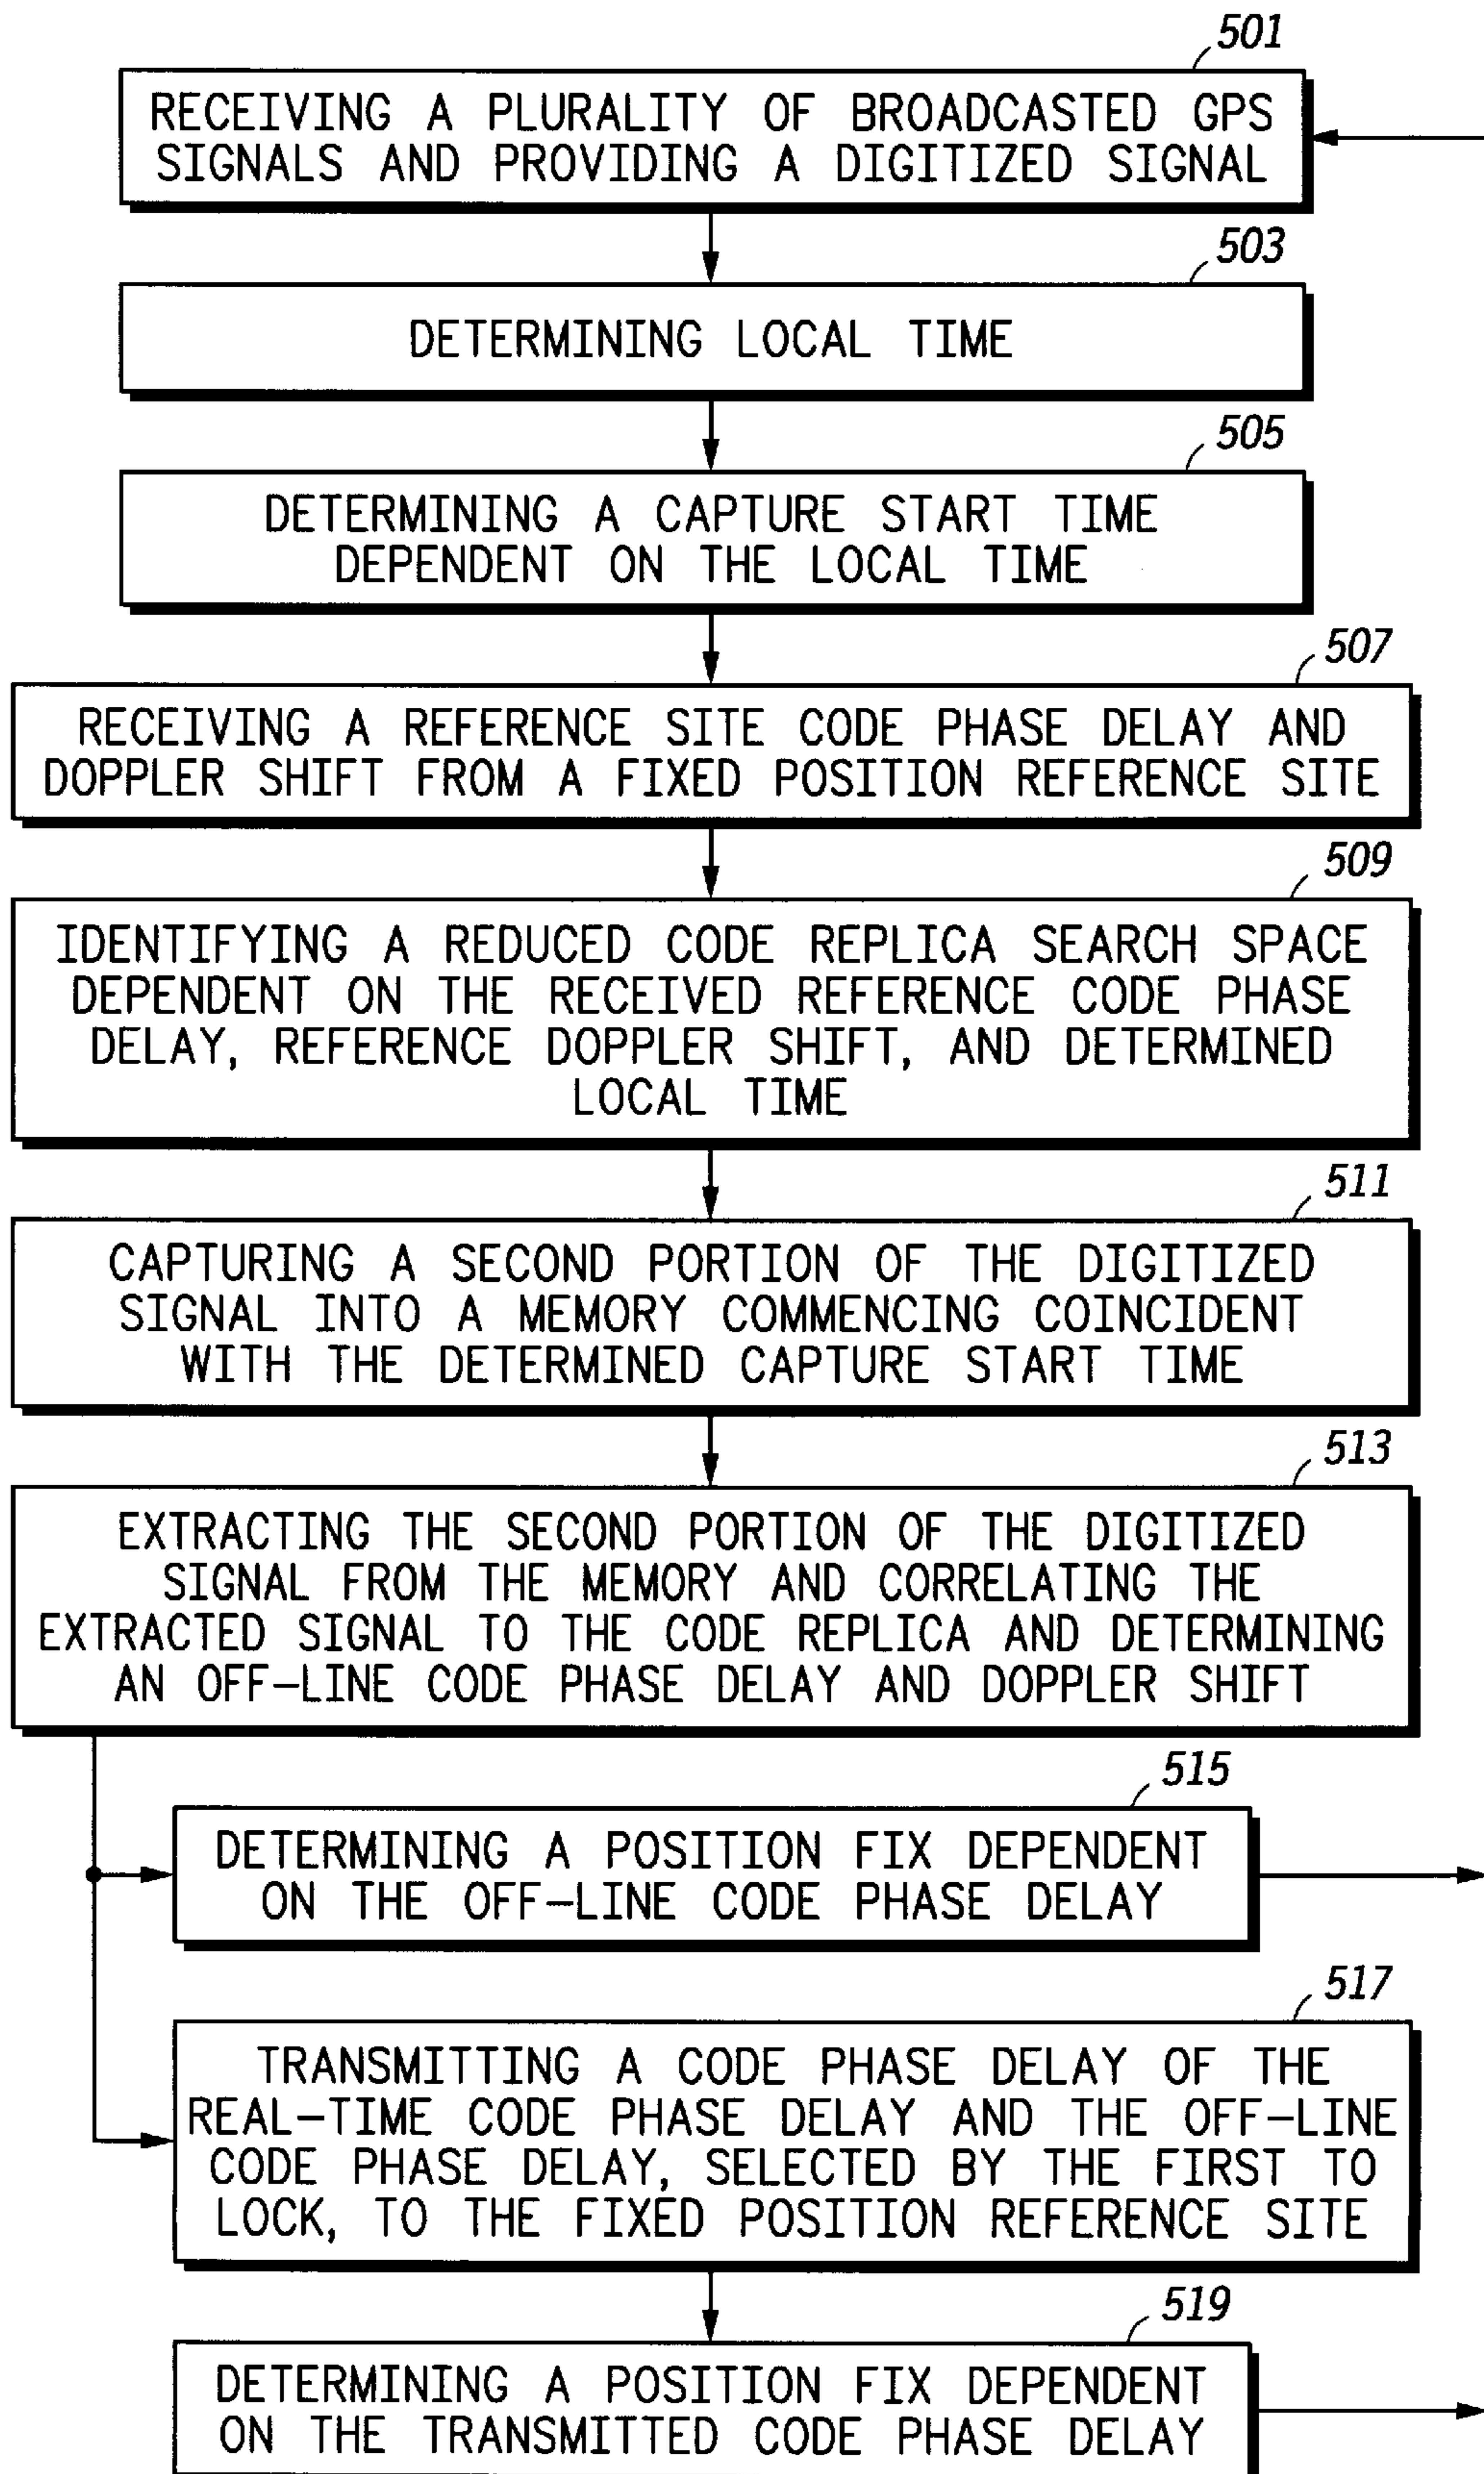 501
RECEIVING A PLURALITY OF BROADCASTED GPS
SIGNALS AND PROVIDING A DIGITIZED SIGNAL
503
DETERMINING LOCAL TIME
505
DETERMINING A CAPTURE START TIME
DEPENDENT ON THE LOCAL TIME
507
RECEIVING A REFERENCE SITE CODE PHASE DELAY AND
DOPPLER SHIFT FROM A FIXED POSITION REFERENCE SITE
509
IDENTIFYING A REDUCED CODE REPLICA SEARCH SPACE
DEPENDENT ON THE RECEIVED REFERENCE CODE PHASE
DELAY, REFERENCE DOPPLER SHIFT, AND DETERMINED
LOCAL TIME
511
CAPTURING A SECOND PORTION OF THE DIGITIZED
SIGNAL INTO A MEMORY COMMENCING COINCIDENT
WITH THE DETERMINED CAPTURE START TIME
513
EXTRACTING THE SECOND PORTION OF THE DIGITIZED
SIGNAL FROM THE MEMORY AND CORRELATING THE
EXTRACTED SIGNAL TO THE CODE REPLICA AND DETERMINING
AN OFF-LINE CODE PHASE DELAY AND DOPPLER SHIFT
515
DETERMINING A POSITION FIX DEPENDENT
ON THE OFF-LINE CODE PHASE DELAY
517
TRANSMITTING A CODE PHASE DELAY OF THE
REAL-TIME CODE PHASE DELAY AND THE OFF-LINE
CODE PHASE DELAY, SELECTED BY THE FIRST TO
LOCK, TO THE FIXED POSITION REFERENCE SITE
519
DETERMINING A POSITION FIX DEPENDENT
ON THE TRANSMITTED CODE PHASE DELAY